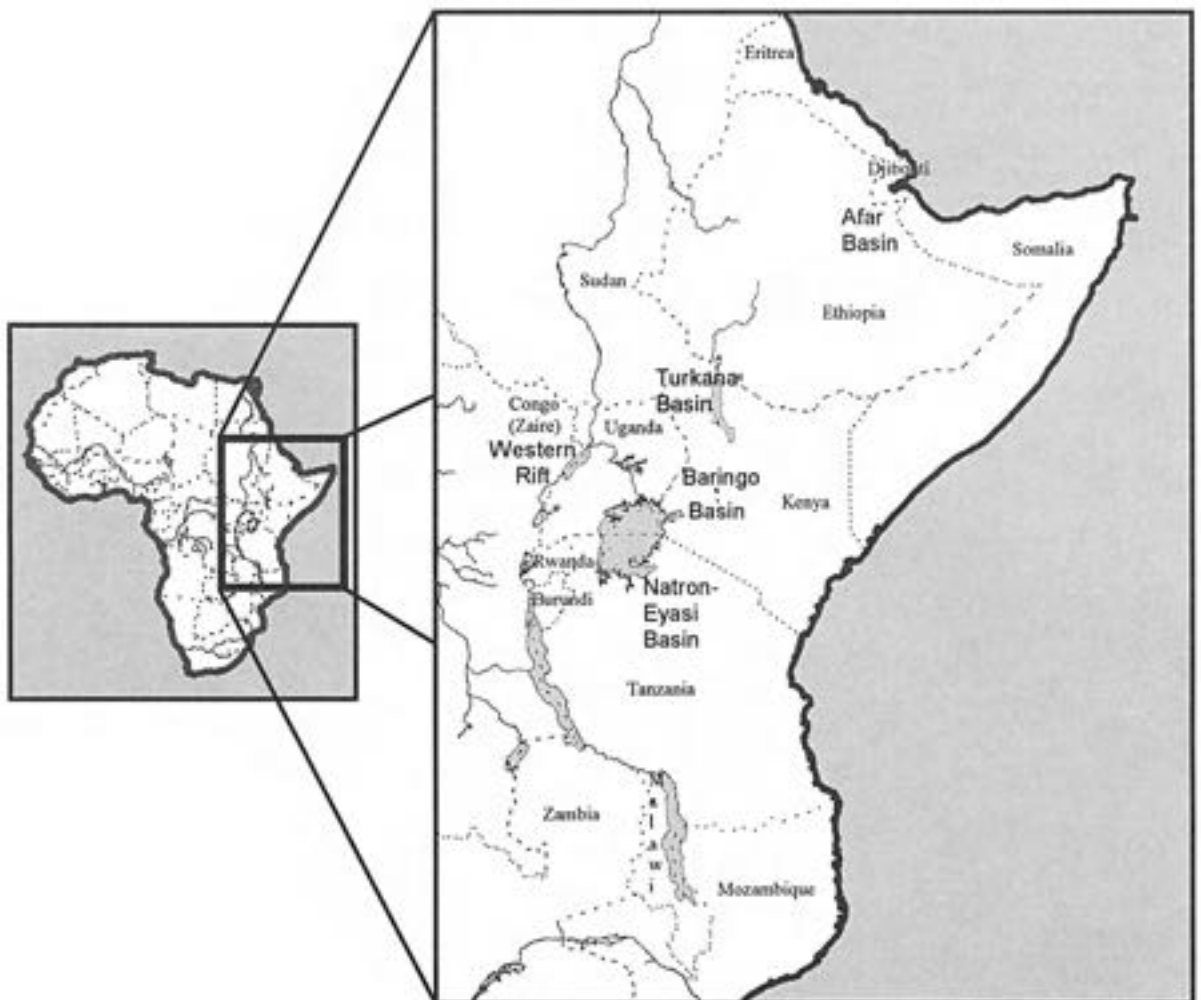 Eritrea
Djibouti
Afar
Basin
Somalia
Sudan
Ethiopia
Turkana
Basin
Congo
(Zaire)
Uganda
Western
Rift
Baringo
Basin
Kenya
Rwanda
Burundi
Natron-
Eyasi
Basin
Tanzania
Zambia
Malawi
Mozambique